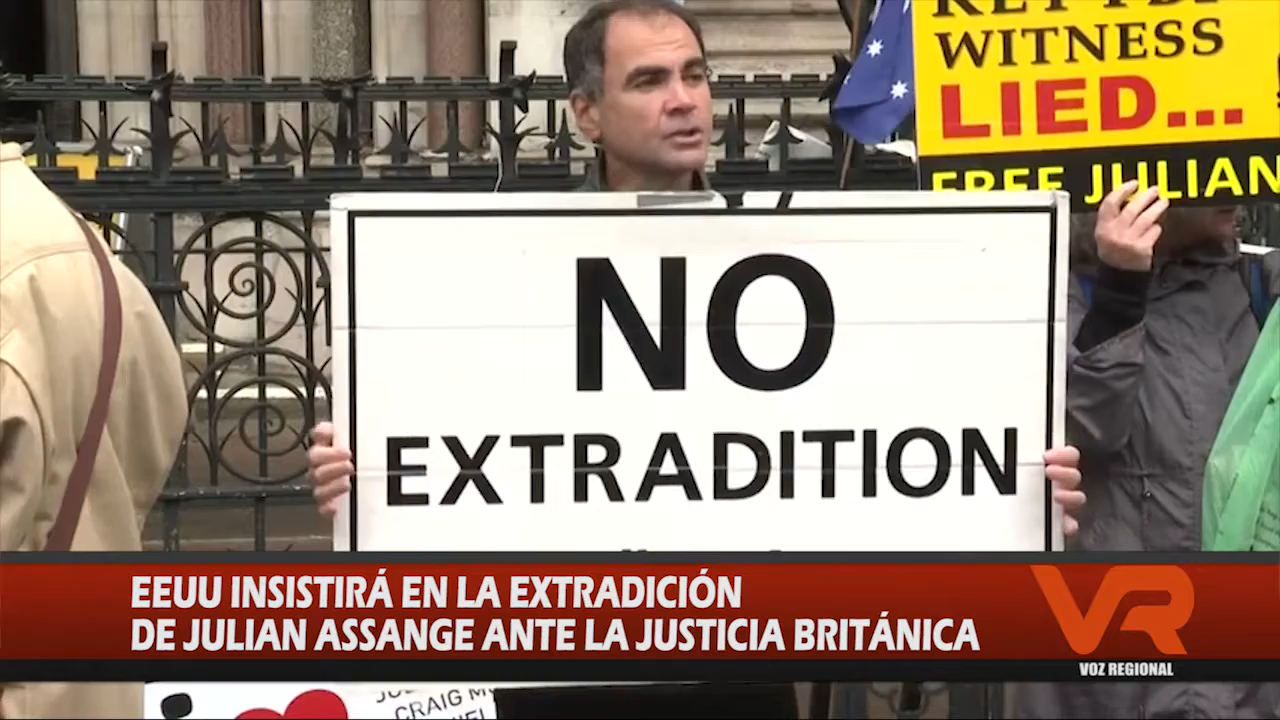 WITNESS
LIED...
FREE JULIAN
NO
EXTRADITION
EEUU INSISTIRÁ EN LA EXTRADICIÓN
DE JULIAN ASSANGE ANTE LA JUSTICIA BRITÁNICA
VR
VOZ REGIONAL
CRAIG